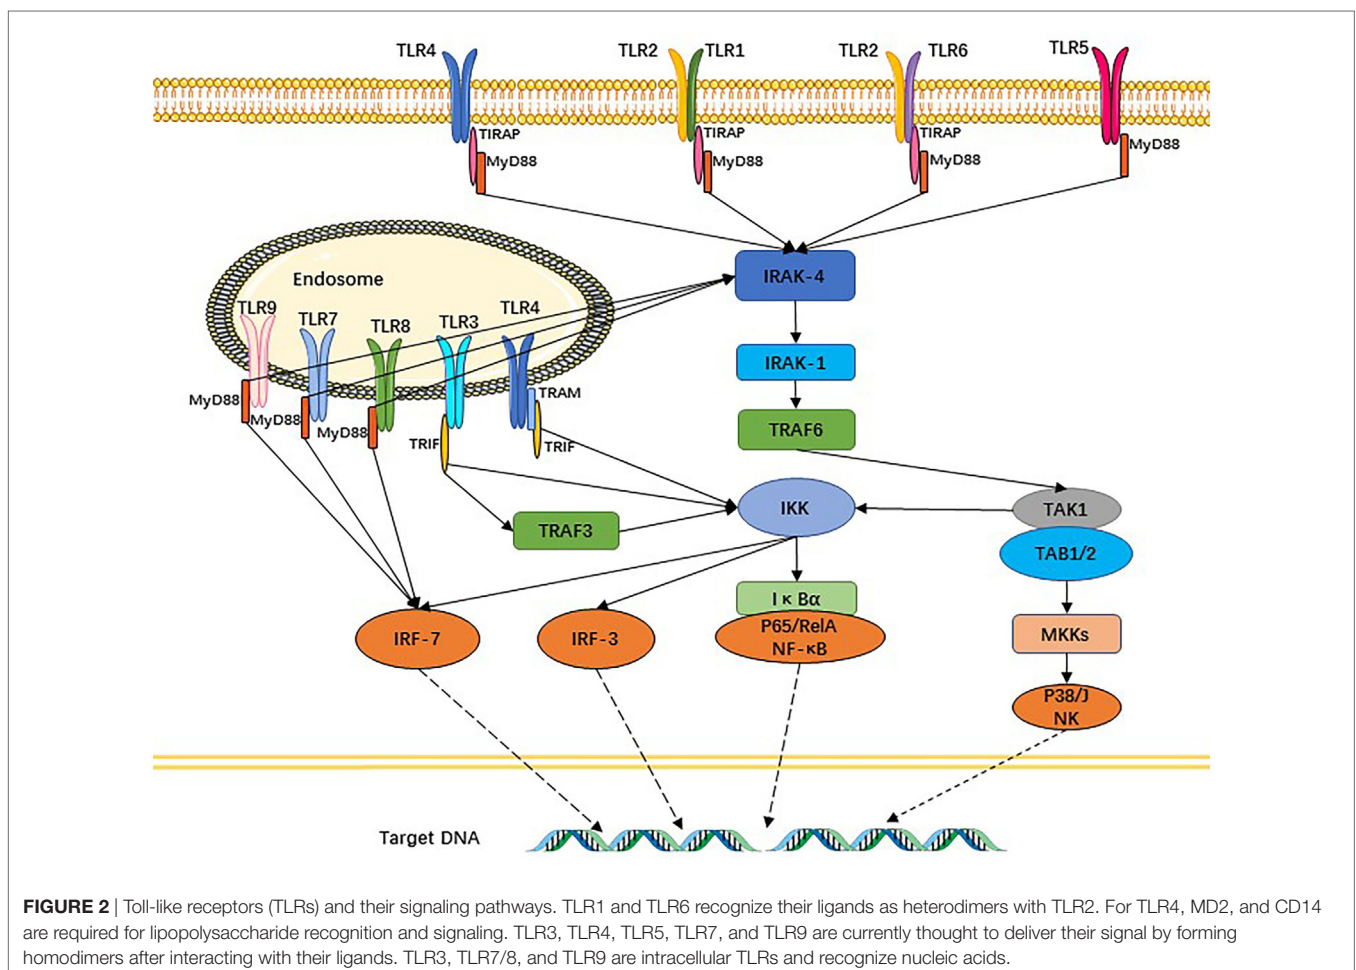 TLR4
TLR2
TLR1
TLR2
TLR6
TLR5
TIRAP
MyD88
TIRAP
MyD88
TIRAP
MyD88
MyD88
Endosome
IRAK-4
TLR9
TLR7
TLR8
TLR3
TLR4
IRAK-1
MyD88
MyD88
MyD88
TRIF
TRAM
TRIF
TRAF6
IKK
TAK1
TRAF3
TAB1/2
IκBα
P65/RelA
NF-κB
IRF-7
IRF-3
MKKs
P38/J
NK
Target DNA
FIGURE 2 | Toll-like receptors (TLRs) and their signaling pathways. TLR1 and TLR6 recognize their ligands as heterodimers with TLR2. For TLR4, MD2, and CD14
are required for lipopolysaccharide recognition and signaling. TLR3, TLR4, TLR5, TLR7, and TLR9 are currently thought to deliver their signal by forming
homodimers after interacting with their ligands. TLR3, TLR7/8, and TLR9 are intracellular TLRs and recognize nucleic acids.